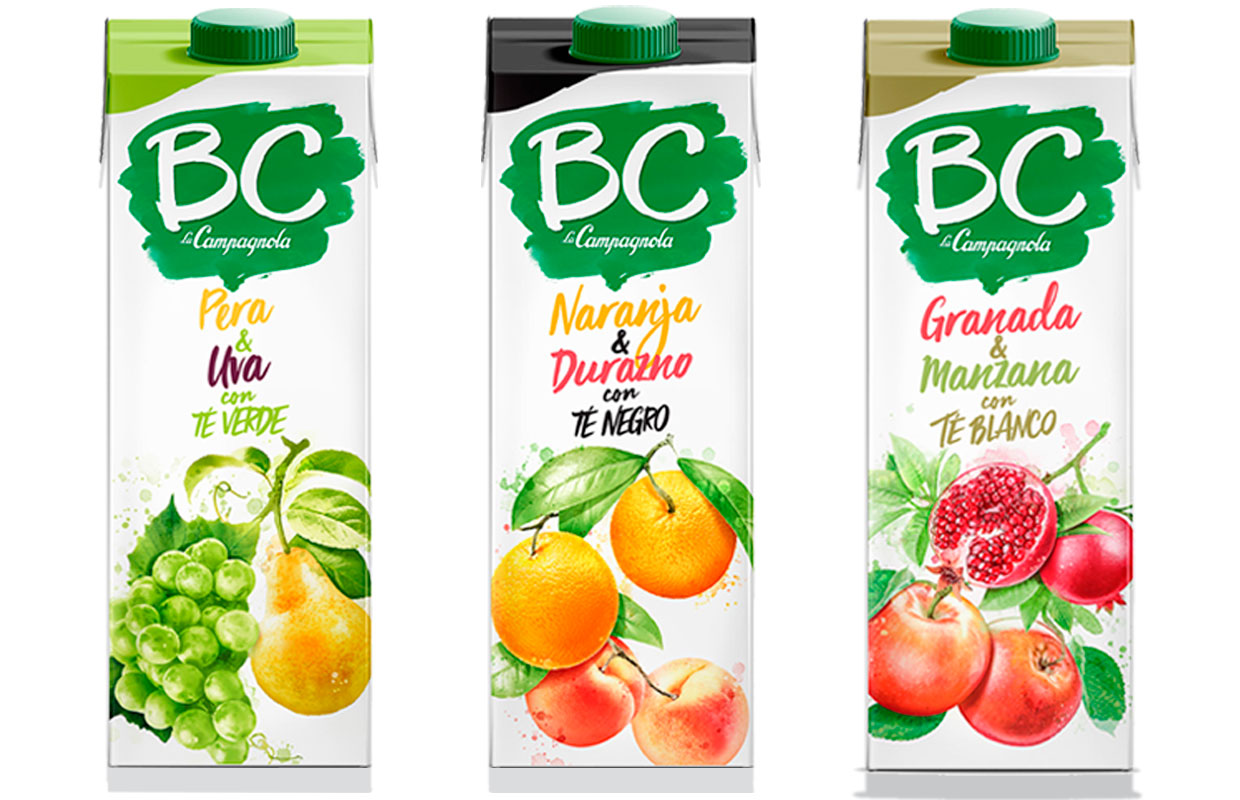 BC
La Campagnola
Pera
&
Uva
con
TÉ VERDE
BC
La Campagnola
Naranja
&
Durazno
con
TÉ NEGRO
BC
La Campagnola
Granada
&
Manzana
con
TÉ BLANCO